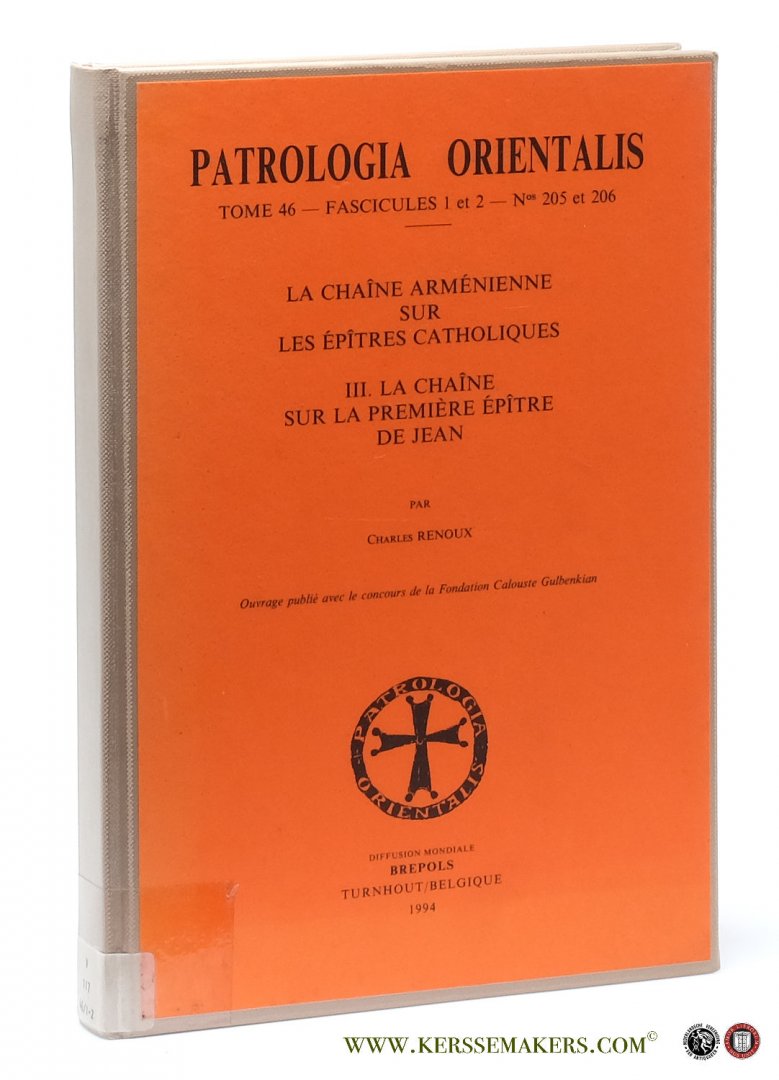 PATROLOGIA ORIENTALIS
TOME 46 — FASCICULES 1 et 2 — Nos 205 et 206
LA CHAÎNE ARMÉNIENNE
SUR
LES ÉPÎTRES CATHOLIQUES
III. LA CHAÎNE
SUR LA PREMIÈRE ÉPÎTRE
DE JEAN
PAR
CHARLES RENOUX
Ouvrage publié avec le concours de la Fondation Calouste Gulbenkian
PATROLOGIA
ORIENTALIS
DIFFUSION MONDIALE
BREPOLS
TURNHOUT/BELGIQUE
1994
WWW.KERSSEMAKERS.COM©